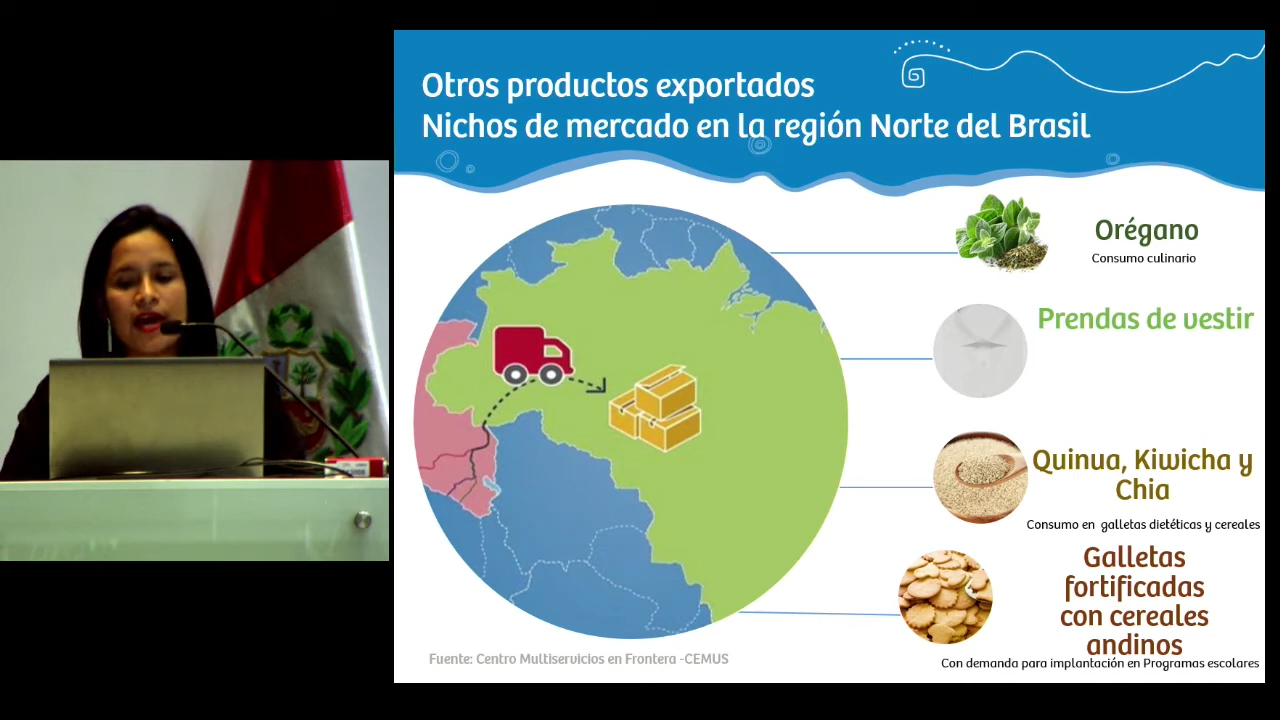 Otros productos exportados
Nichos de mercado en la región Norte del Brasil
Orégano
Consumo culinario
Prendas de vestir
Quinua, Kiwicha y
Chia
Consumo en galletas dietéticas y cereales
Galletas
fortificadas
con cereales
andinos
Con demanda para implantación en Programas escolares
Fuente: Centro Multiservicios en Frontera -CEMUS